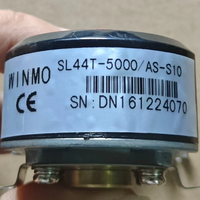 WINMO SL44T-5000/AS-S10
CE
SN:DN161224070